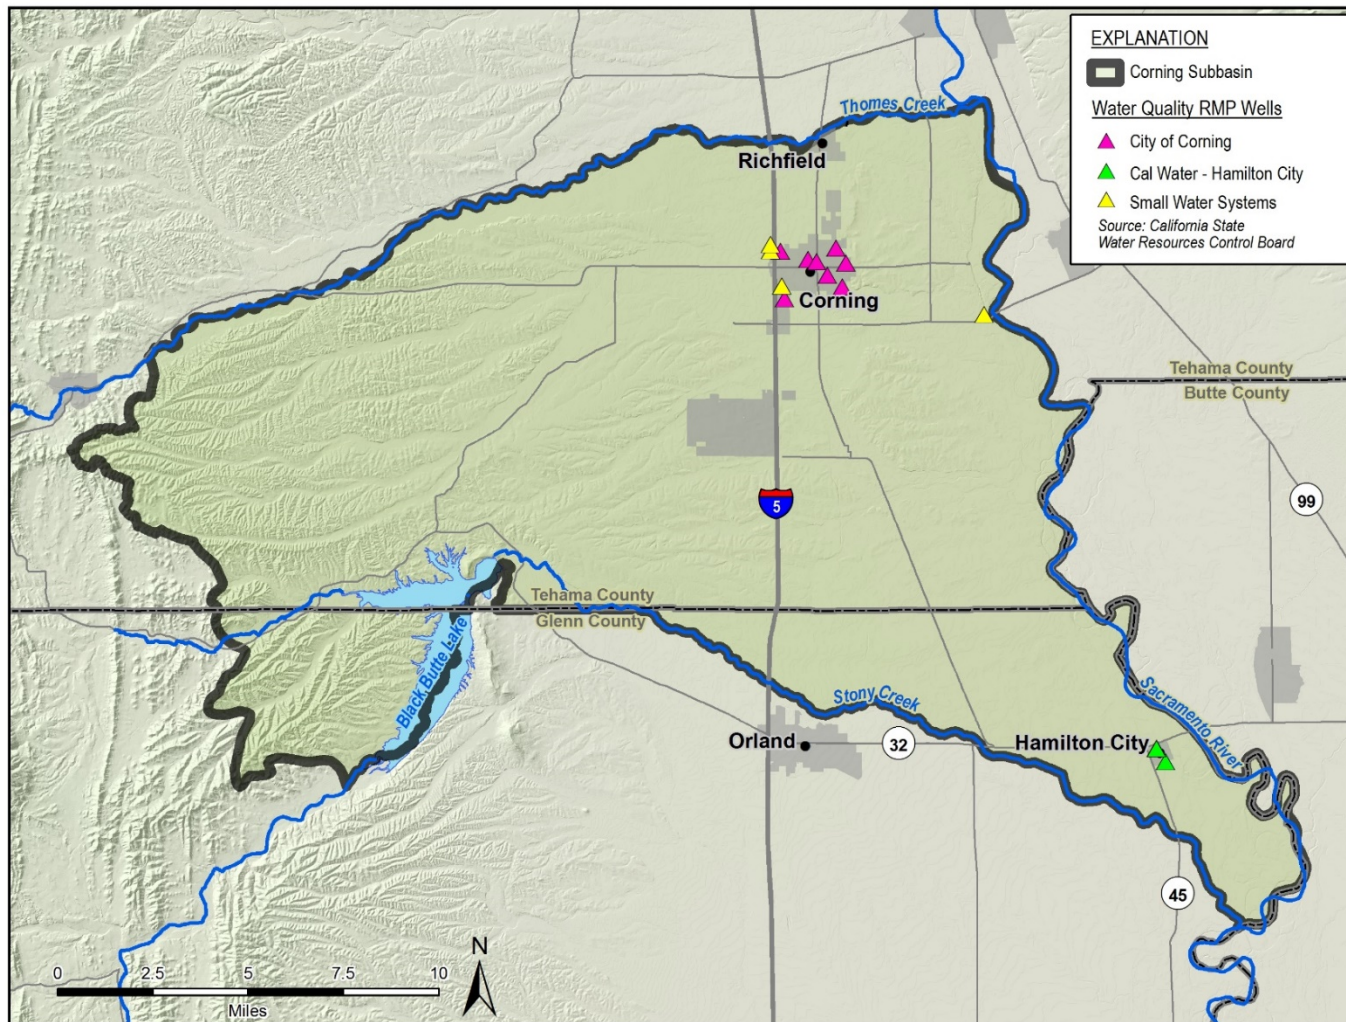 EXPLANATION
Corning Subbasin
Water Quality RMP Wells
City of Corning
Cal Water - Hamilton City
Small Water Systems
Source: California State
Water Resources Control Board
Thomes Creek
Richfield
Corning
Tehama County
Butte County
99
5
Tehama County
Glenn County
Black Butte Lake
Stony Creek
Sacramento River
Orland
32
Hamilton City
45
N
0 2.5 5 7.5 10
Miles